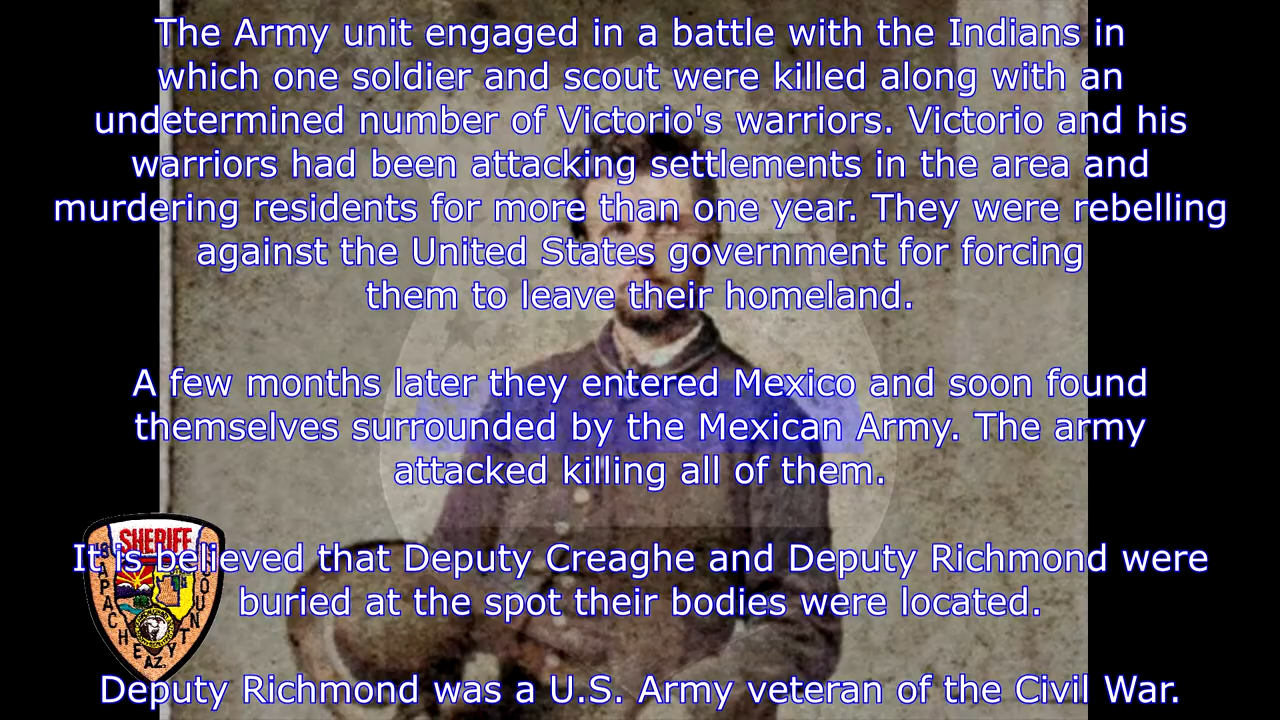 The Army unit engaged in a battle with the Indians in
which one soldier and scout were killed along with an
undetermined number of Victorio's warriors. Victorio and his
warriors had been attacking settlements in the area and
murdering residents for more than one year. They were rebelling
against the United States government for forcing
them to leave their homeland.
A few months later they entered Mexico and soon found
themselves surrounded by the Mexican Army. The army
attacked killing all of them.
SHERIFF
It is believed that Deputy Creaghe and Deputy Richmond were
buried at the spot their bodies were located.
APACHE
AZ.
Deputy Richmond was a U.S. Army veteran of the Civil War.